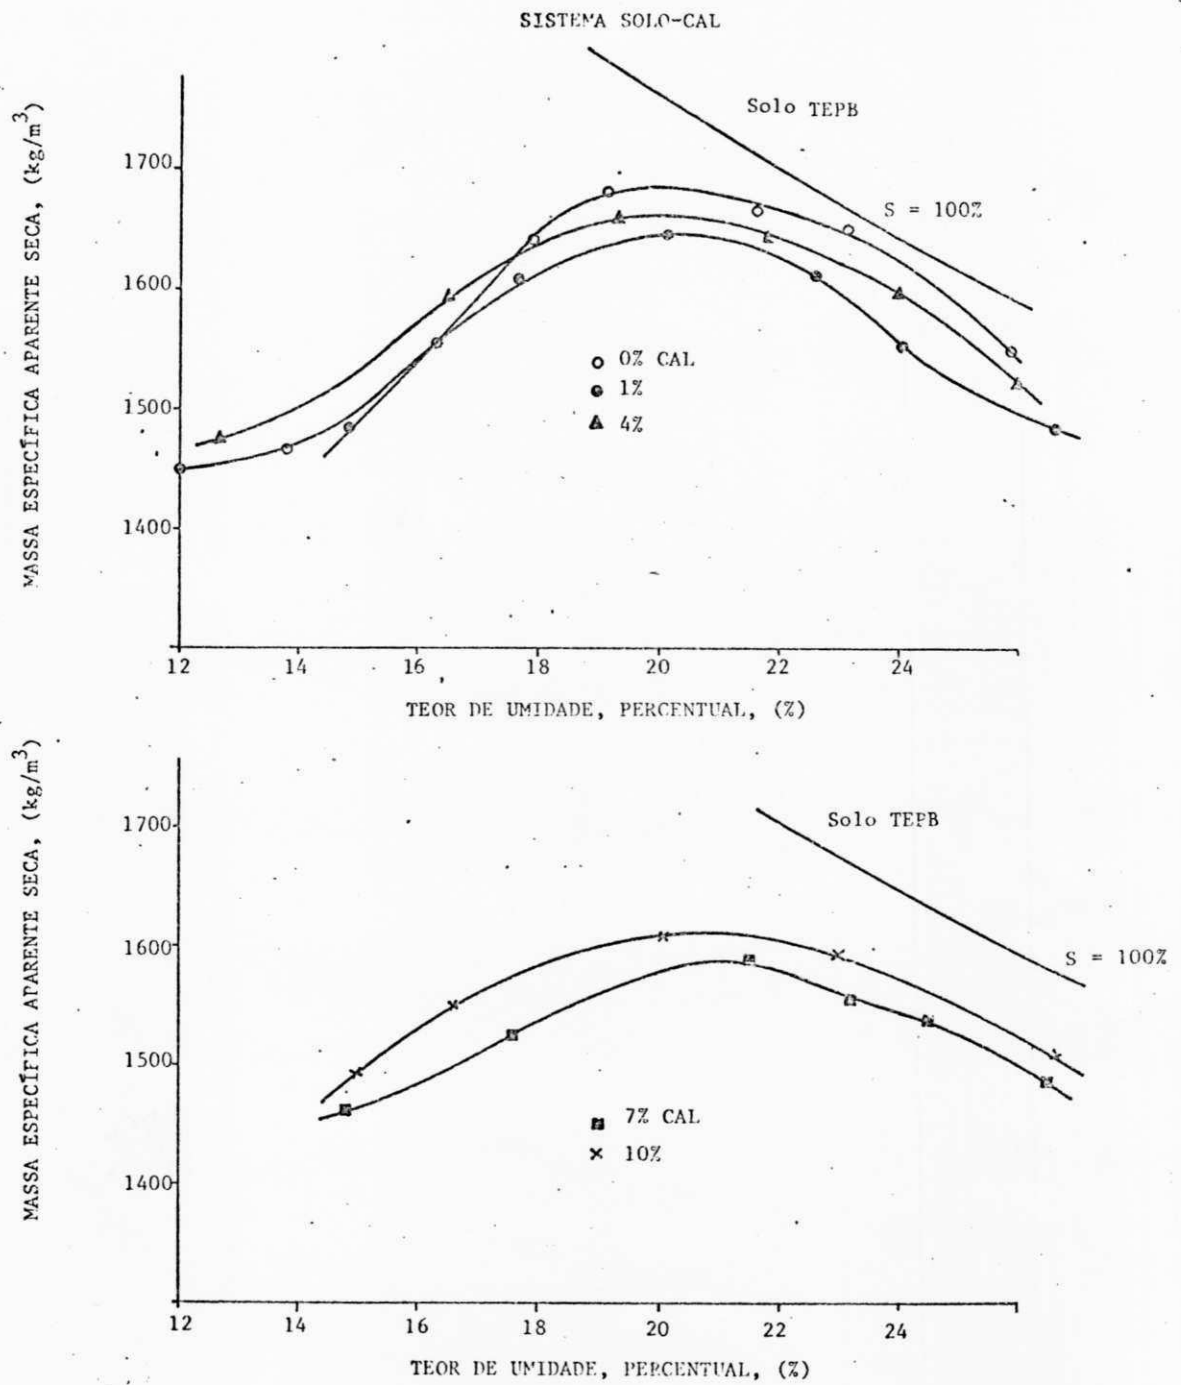 SISTEMA SOLO-CAL
MASSA ESPECÍFICA APARENTE SECA, (kg/m³)
Solo TEPB
S = 100%
1700
1600
1500
1400
0% CAL
1%
4%
12 14 16 18 20 22 24
TEOR DE UMIDADE, PERCENTUAL, (%)
MASSA ESPECÍFICA APARENTE SECA, (kg/m³)
Solo TEPB
S = 100%
1700
1600
1500
1400
7% CAL
10%
12 14 16 18 20 22 24
TEOR DE UMIDADE, PERCENTUAL, (%)